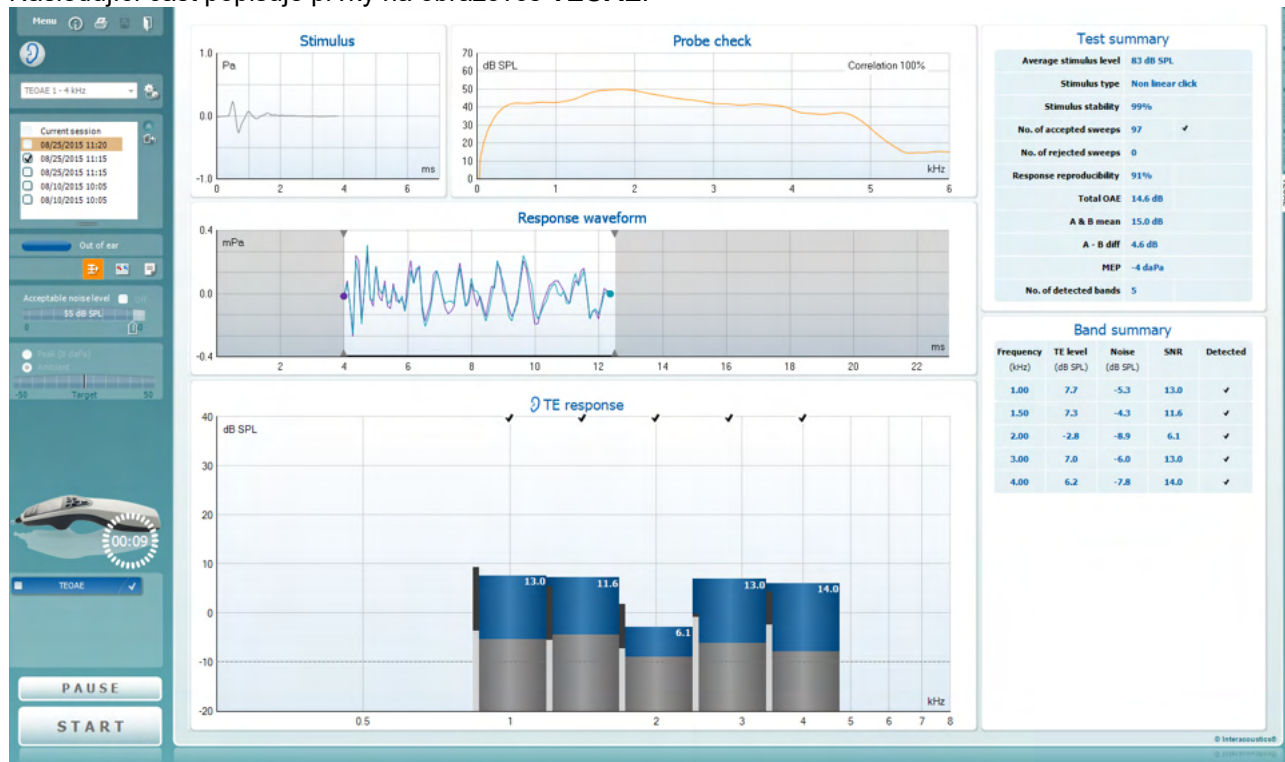 Menu
TEOAE 1 - 4 kHz
Current session
08/25/2015 11:20
08/25/2015 11:15
08/25/2015 11:15
08/10/2015 10:05
08/10/2015 10:05
Out of ear
Acceptable noise level Off
55 dB SPL
0
Peak (0 daPa)
Ambient
-50 Target 50
00:09
TEOAE
PAUSE
START
Stimulus
Pa
1.0
0.0
-1.0
ms
0 2 4 6
Probe check
dB SPL
Correlation 100%
70
60
50
40
30
20
10
0
kHz
0 1 2 3 4 5 6
Response waveform
mPa
0.4
0.0
-0.4
ms
2 4 6 8 10 12 14 16 18 20 22
TE response
dB SPL
40
30
20
10
0
-10
-20
13.0 11.6 6.1 13.0 14.0
kHz
0.5 1 2 3 4 5 6 7 8
Test summary
Average stimulus level 83 dB SPL
Stimulus type Non linear click
Stimulus stability 99%
No. of accepted sweeps 97
No. of rejected sweeps 0
Response reproducibility 91%
Total OAE 14.6 dB
A & B mean 15.0 dB
A - B diff 4.6 dB
MEP -4 daPa
No. of detected bands 5
Band summary
Frequency TE level Noise SNR Detected
(kHz) (dB SPL) (dB SPL)
1.00 7.7 -5.3 13.0
1.50 7.3 -4.3 11.6
2.00 -2.8 -8.9 6.1
3.00 7.0 -6.0 13.0
4.00 6.2 -7.8 14.0
© Interacoustics®